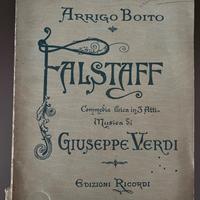 Arrigo Boito
Falstaff
Commedia lirica in 3 Atti
Musica di
Giuseppe Verdi
Edizioni Ricordi